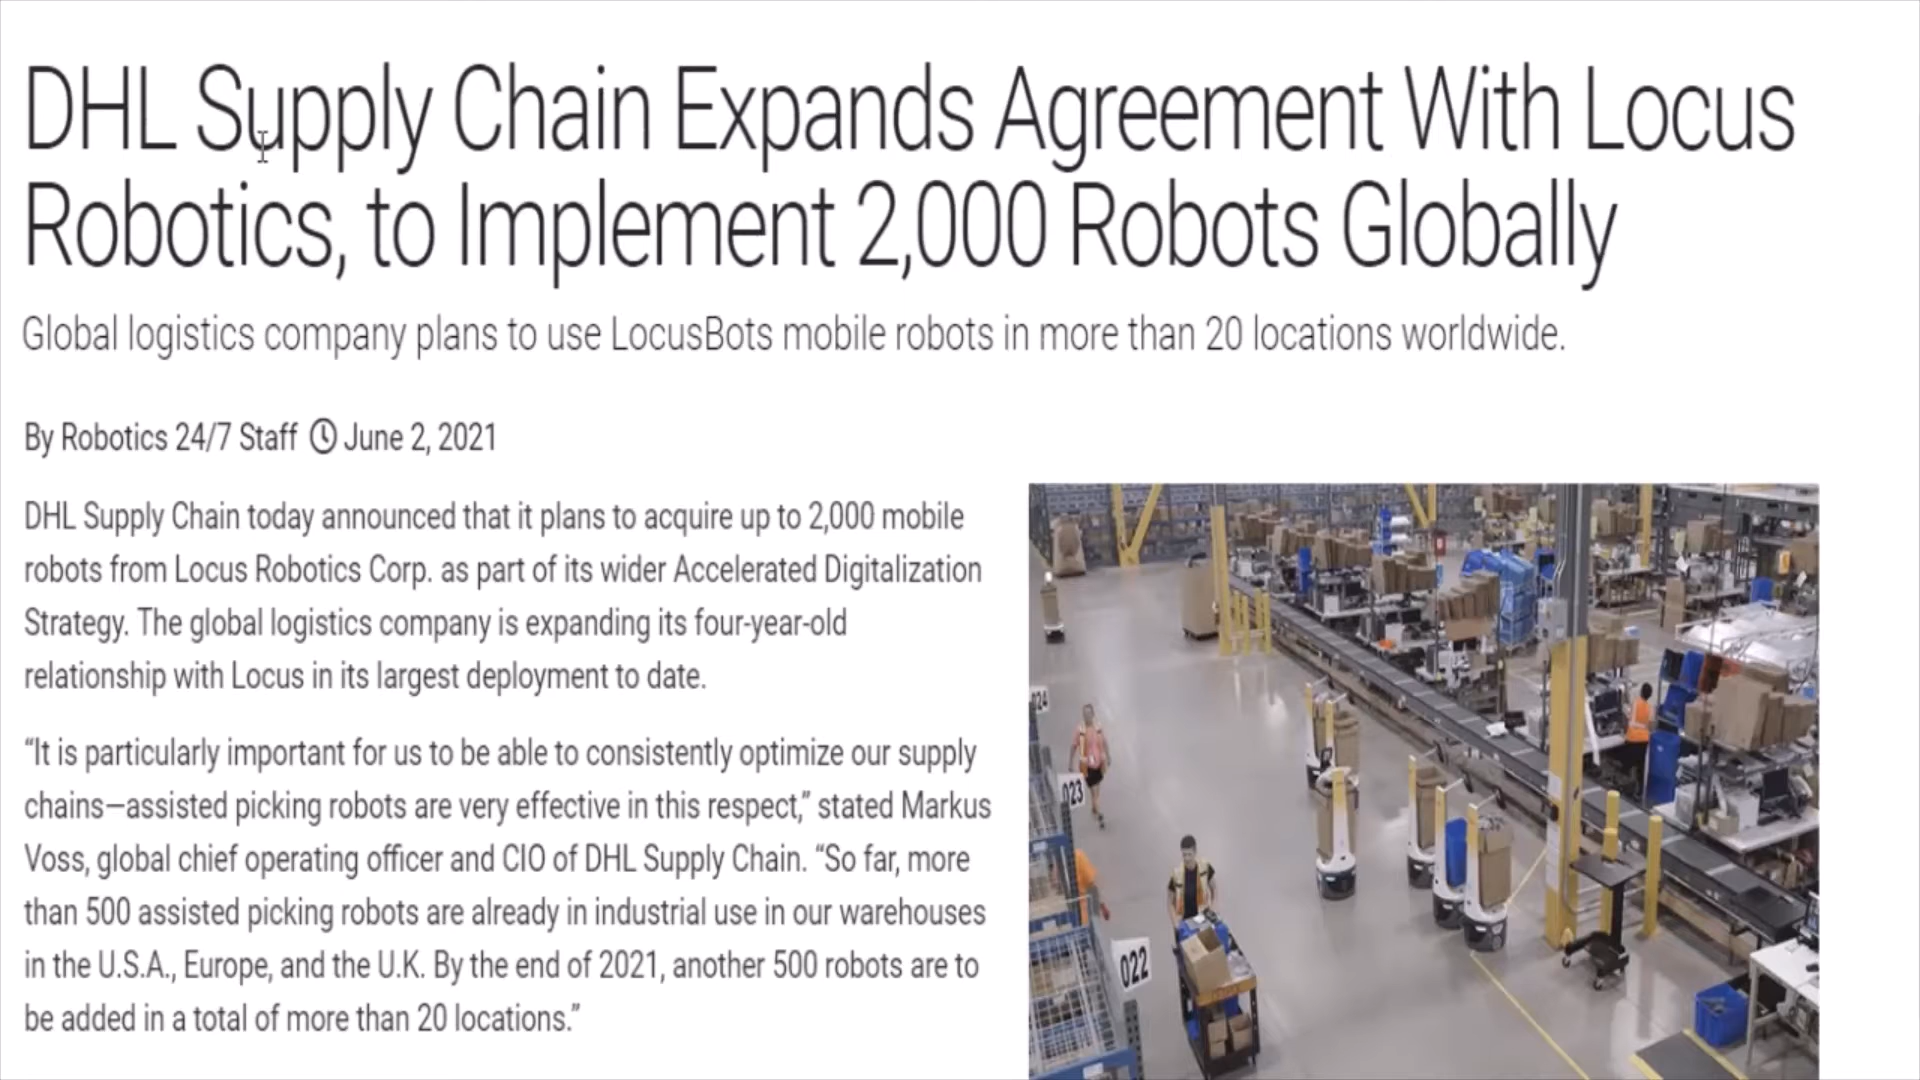 DHL Supply Chain Expands Agreement With Locus
Robotics, to Implement 2,000 Robots Globally
Global logistics company plans to use LocusBots mobile robots in more than 20 locations worldwide.
By Robotics 24/7 Staff June 2, 2021
DHL Supply Chain today announced that it plans to acquire up to 2,000 mobile
robots from Locus Robotics Corp. as part of its wider Accelerated Digitalization
Strategy. The global logistics company is expanding its four-year-old
relationship with Locus in its largest deployment to date.
“It is particularly important for us to be able to consistently optimize our supply
chains—assisted picking robots are very effective in this respect,” stated Markus
Voss, global chief operating officer and CIO of DHL Supply Chain. “So far, more
than 500 assisted picking robots are already in industrial use in our warehouses
in the U.S.A., Europe, and the U.K. By the end of 2021, another 500 robots are to
be added in a total of more than 20 locations.”
024
023
022